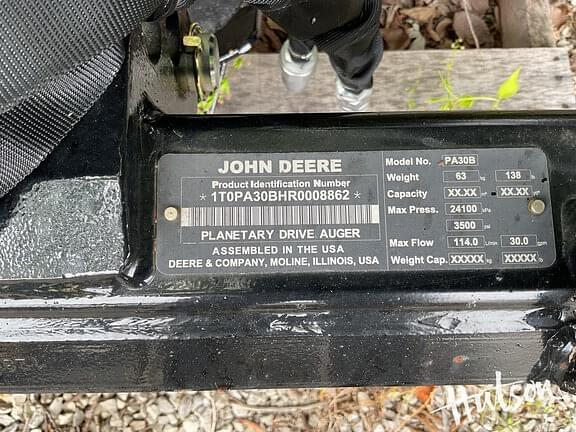 JOHN DEERE
Product Identification Number
* 1T0PA30BHR0008862 *
PLANETARY DRIVE AUGER
ASSEMBLED IN THE USA
DEERE & COMPANY, MOLINE, ILLINOIS, USA
Model No. PA30B
Weight 63 kg 138 lb
Capacity XX.XX m³ XX.XX
Max Press. 24100 kPa
3500 psi
Max Flow 114.0 L/min 30.0 gpm
Weight Cap. XXXXX kg XXXXX lb
Hutson